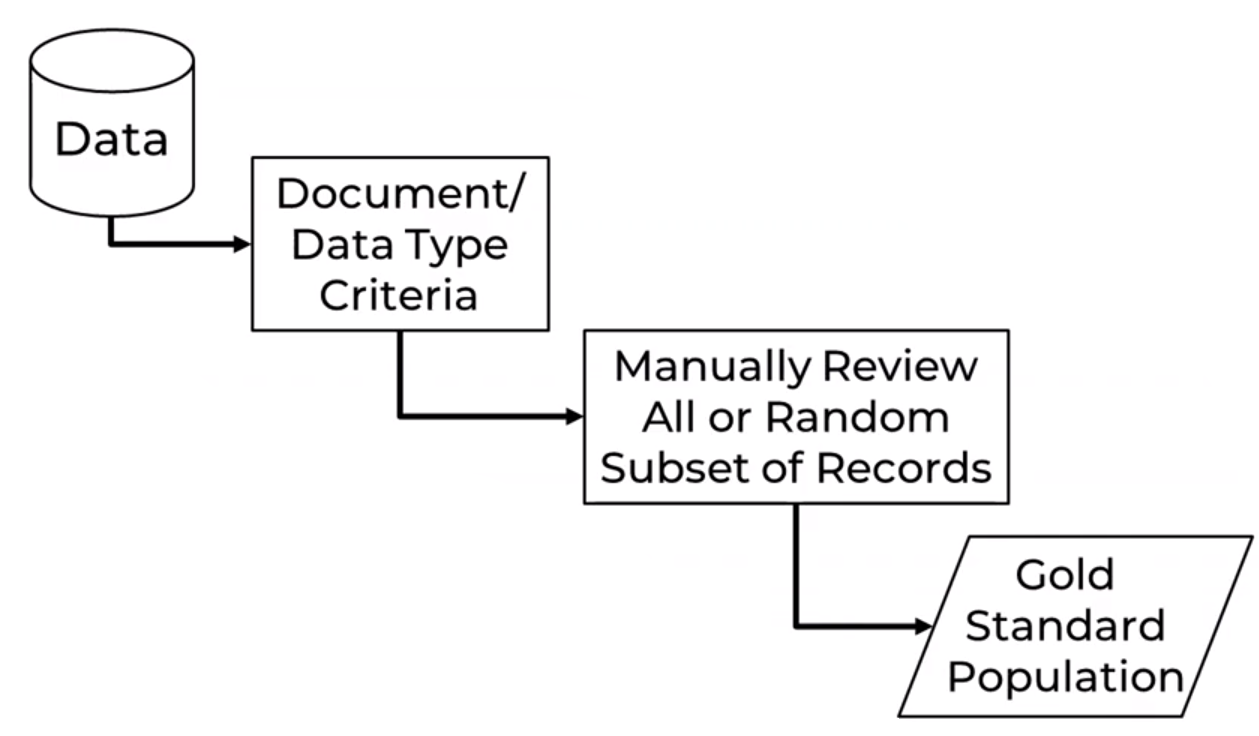 Data
Document/
Data Type
Criteria
Manually Review
All or Random
Subset of Records
Gold
Standard
Population